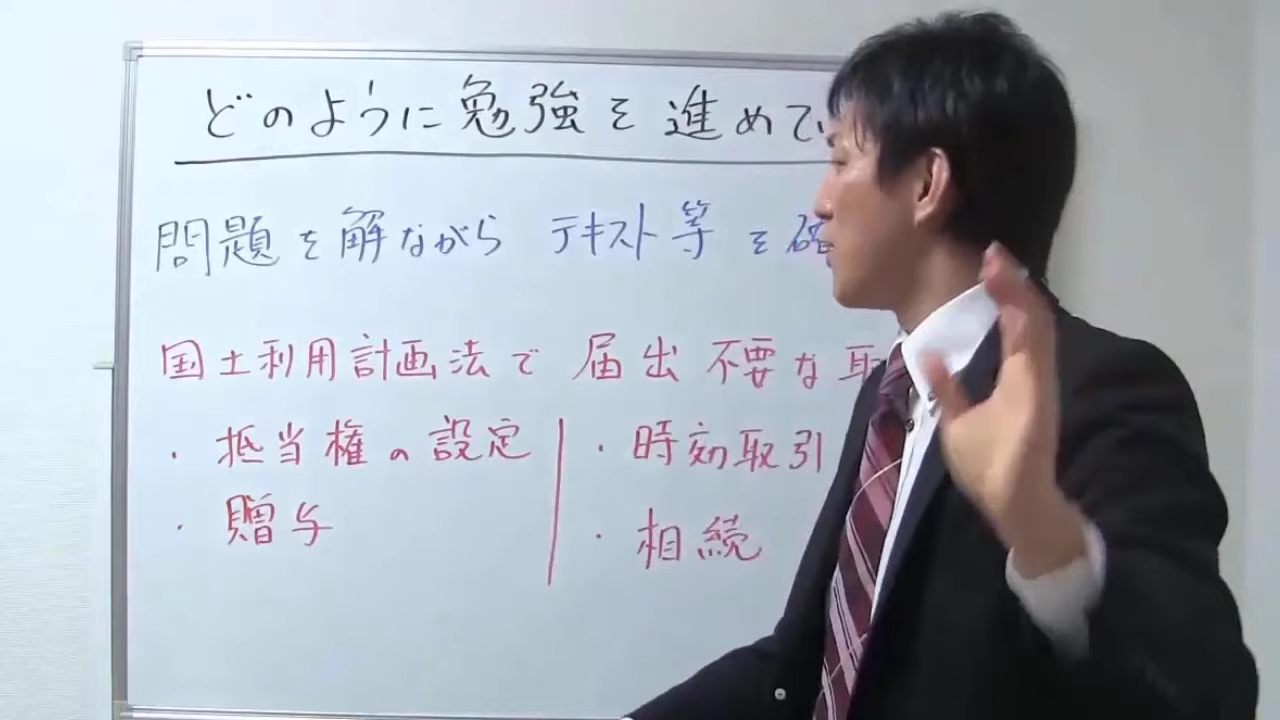 どのように勉強を進めてい
問題を解ながら テキスト等を確
国土利用計画法で 届出不要な取
・抵当権の設定
・贈与
・時効取引
・相続